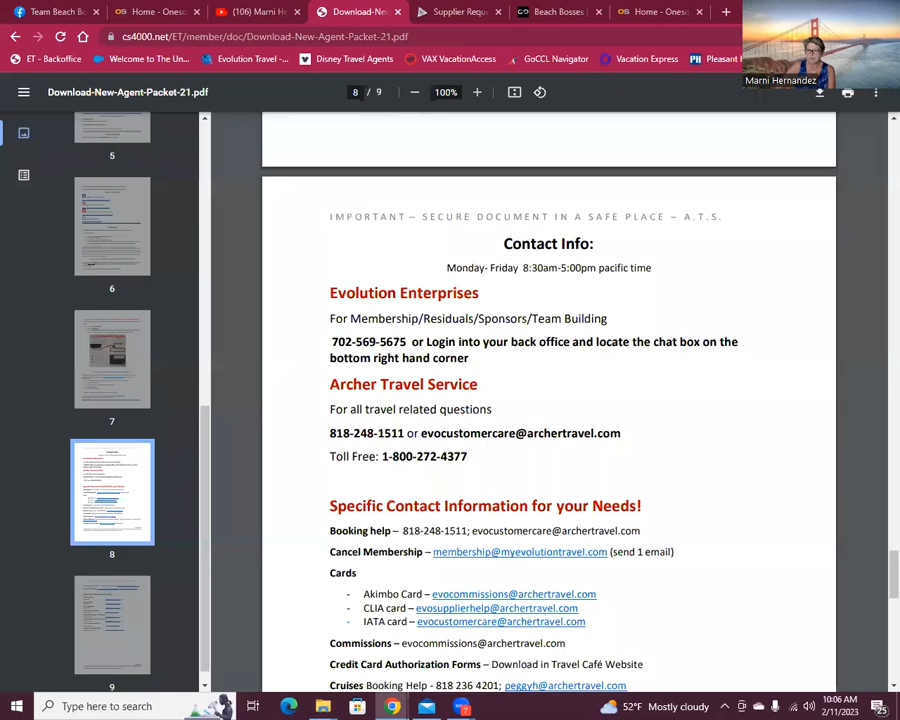 Team Beach Bo
Home - Oneso
(106) Marni He
Download-Ne
Supplier Requ
Beach Bosses |
Home - Oneso
cs4000.net/ET/member/doc/Download-New-Agent-Packet-21.pdf
ET - Backoffice
Welcome to The Un...
Evolution Travel -...
Disney Travel Agents
VAX VacationAccess
GoCCL Navigator
Vacation Express
Pleasant
Marni Hernandez
Download-New-Agent-Packet-21.pdf
8 / 9
100%
5
6
7
8
9
IMPORTANT – SECURE DOCUMENT IN A SAFE PLACE – A.T.S.
Contact Info:
Monday- Friday 8:30am-5:00pm pacific time
Evolution Enterprises
For Membership/Residuals/Sponsors/Team Building
702-569-5675 or Login into your back office and locate the chat box on the
bottom right hand corner
Archer Travel Service
For all travel related questions
818-248-1511 or evocustomercare@archertravel.com
Toll Free: 1-800-272-4377
Specific Contact Information for your Needs!
Booking help – 818-248-1511; evocustomercare@archertravel.com
Cancel Membership – membership@myevolutiontravel.com (send 1 email)
Cards
- Akimbo Card – evocommissions@archertravel.com
- CLIA card – evosupplierhelp@archertravel.com
- IATA card – evocustomercare@archertravel.com
Commissions – evocommissions@archertravel.com
Credit Card Authorization Forms – Download in Travel Café Website
Cruises Booking Help - 818 236 4201; peggyh@archertravel.com
Type here to search
52°F Mostly cloudy
10:06 AM
2/11/2023
25